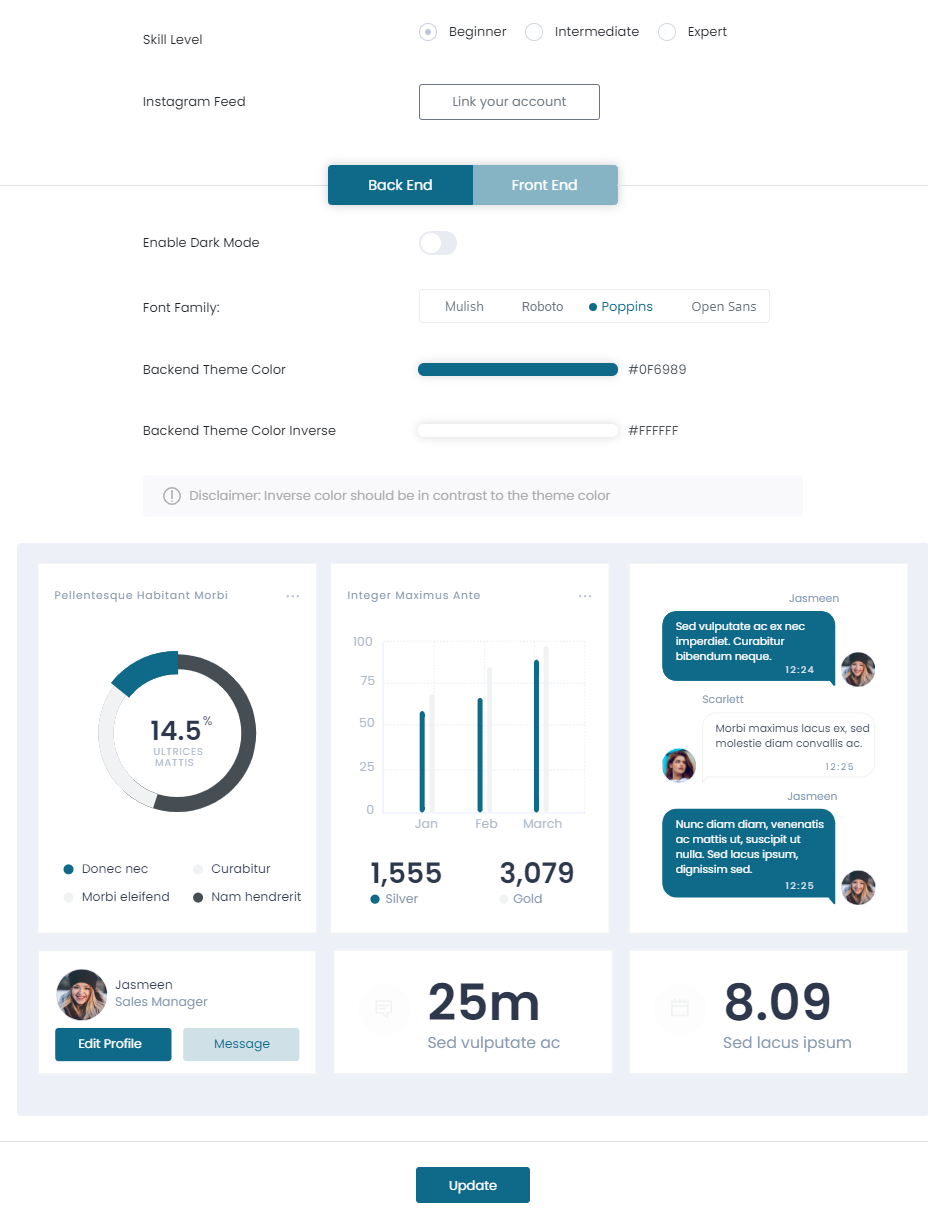 Skill Level
Beginner
Intermediate
Expert
Instagram Feed
Link your account
Back End
Front End
Enable Dark Mode
Font Family:
Mulish
Roboto
Poppins
Open Sans
Backend Theme Color
#0F6989
Backend Theme Color Inverse
#FFFFFF
Disclaimer: Inverse color should be in contrast to the theme color
Pellentesque Habitant Morbi
14.5%
ULTRICES
MATTIS
Donec nec
Curabitur
Morbi eleifend
Nam hendrerit
Integer Maximus Ante
100
75
50
25
0
Jan
Feb
March
1,555
Silver
3,079
Gold
Jasmeen
Sed vulputate ac ex nec
imperdiet. Curabitur
bibendum neque.
12:24
Scarlett
Morbi maximus lacus ex, sed
molestie diam convallis ac.
12:25
Jasmeen
Nunc diam diam, venenatis
ac mattis ut, suscipit ut
nulla. Sed lacus ipsum,
dignissim sed.
12:25
Jasmeen
Sales Manager
Edit Profile
Message
25m
Sed vulputate ac
8.09
Sed lacus ipsum
Update